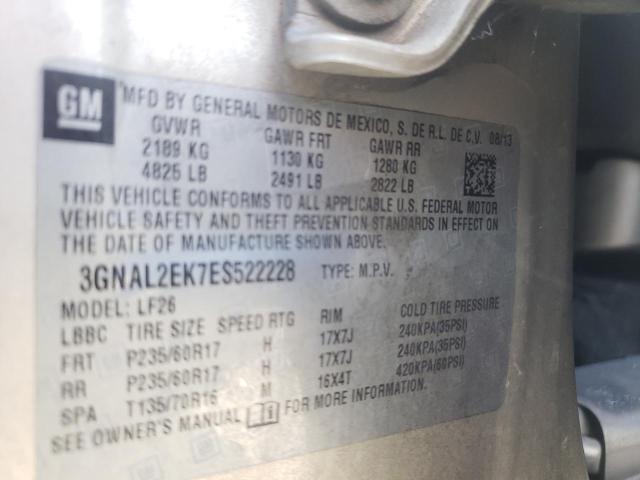 GM
MFD BY GENERAL MOTORS DE MEXICO, S. DE R.L. DE C.V. 08/13
GVWR GAWR FRT GAWR RR
2189 KG 1130 KG 1280 KG
4825 LB 2491 LB 2822 LB
THIS VEHICLE CONFORMS TO ALL APPLICABLE U.S. FEDERAL MOTOR
VEHICLE SAFETY AND THEFT PREVENTION STANDARDS IN EFFECT ON
THE DATE OF MANUFACTURE SHOWN ABOVE.
3GNAL2EK7ES522228 TYPE: M.P.V.
MODEL: LF26
LBBC TIRE SIZE SPEED RTG RIM COLD TIRE PRESSURE
FRT P235/60R17 H 17X7J 240KPA(35PSI)
RR P235/60R17 H 17X7J 240KPA(35PSI)
SPA T135/70R16 M 16X4T 420KPA(60PSI)
SEE OWNER'S MANUAL FOR MORE INFORMATION.